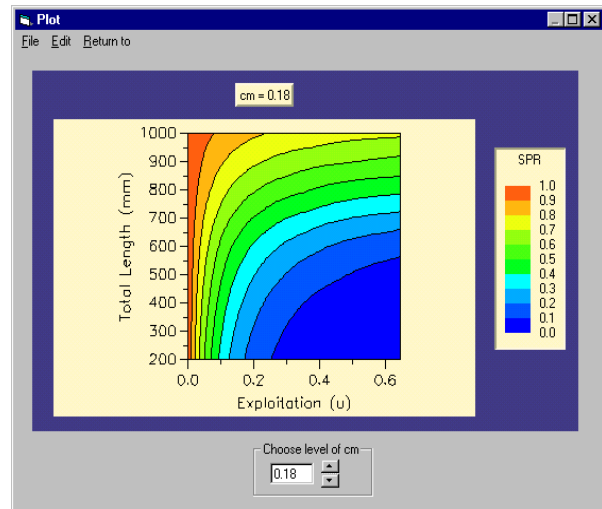 Plot
File Edit Return to
cm = 0.18
1000
900
800
700
600
500
400
300
200
Total Length (mm)
0.0 0.2 0.4 0.6
Exploitation (u)
SPR
1.0
0.9
0.8
0.7
0.6
0.5
0.4
0.3
0.2
0.1
0.0
Choose level of cm
0.18